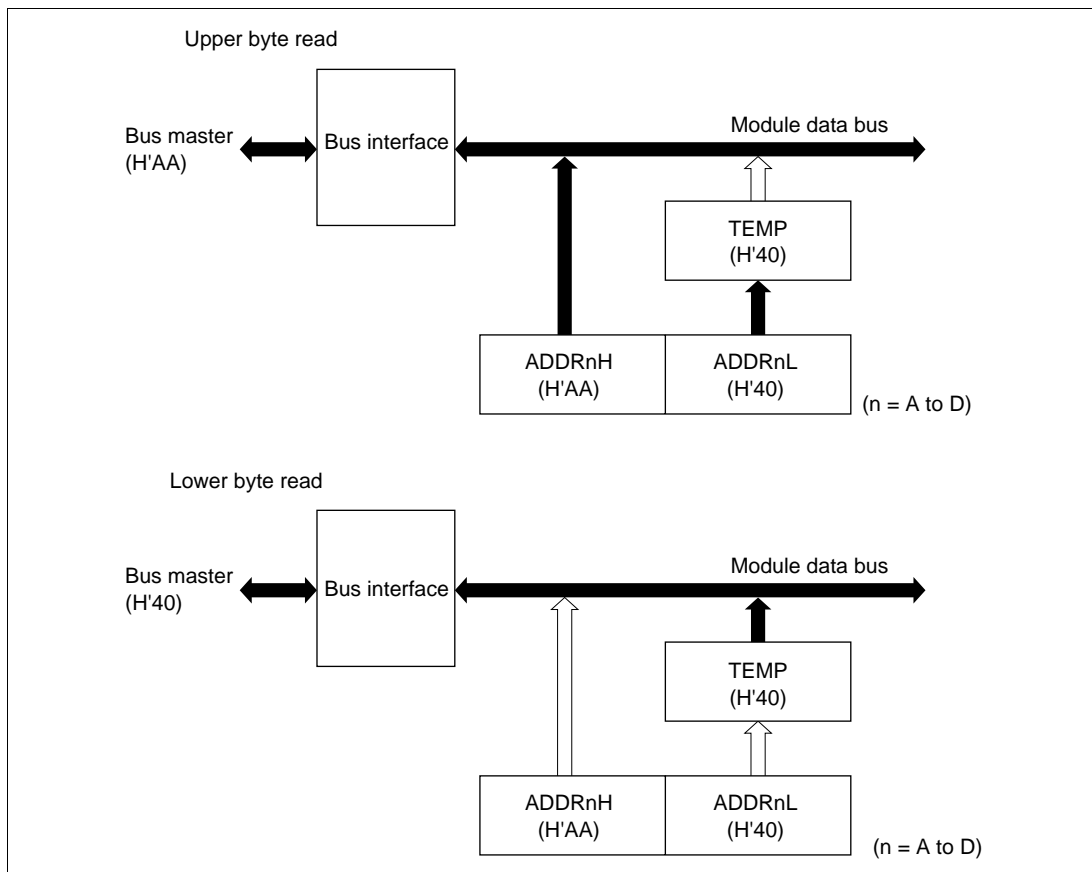 Upper byte read
Bus master
(H'AA)
Bus interface
Module data bus
TEMP
(H'40)
ADDRnH
(H'AA)
ADDRnL
(H'40)
(n = A to D)
Lower byte read
Bus master
(H'40)
Bus interface
Module data bus
TEMP
(H'40)
ADDRnH
(H'AA)
ADDRnL
(H'40)
(n = A to D)